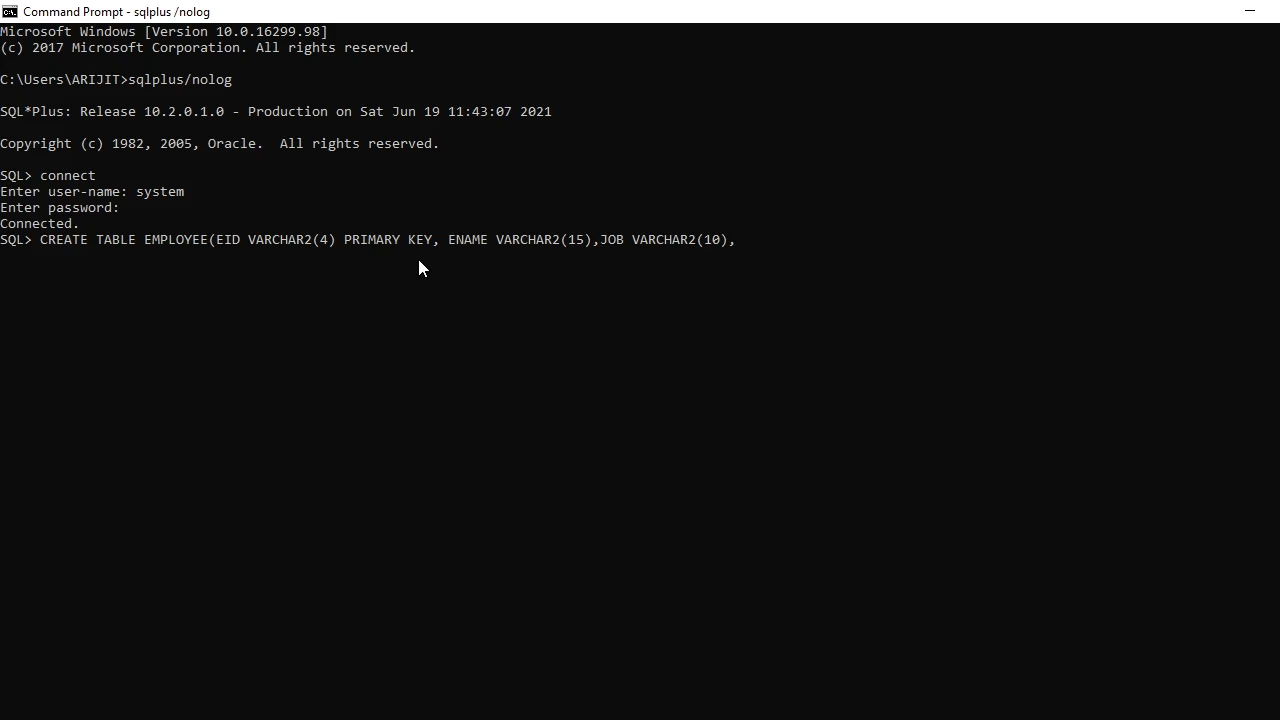 Command Prompt - sqlplus /nolog
Microsoft Windows [Version 10.0.16299.98]
(c) 2017 Microsoft Corporation. All rights reserved.
C:\Users\ARIJIT>sqlplus/nolog
SQL*Plus: Release 10.2.0.1.0 - Production on Sat Jun 19 11:43:07 2021
Copyright (c) 1982, 2005, Oracle.  All rights reserved.
SQL> connect
Enter user-name: system
Enter password:
Connected.
SQL> CREATE TABLE EMPLOYEE(EID VARCHAR2(4) PRIMARY KEY, ENAME VARCHAR2(15),JOB VARCHAR2(10),